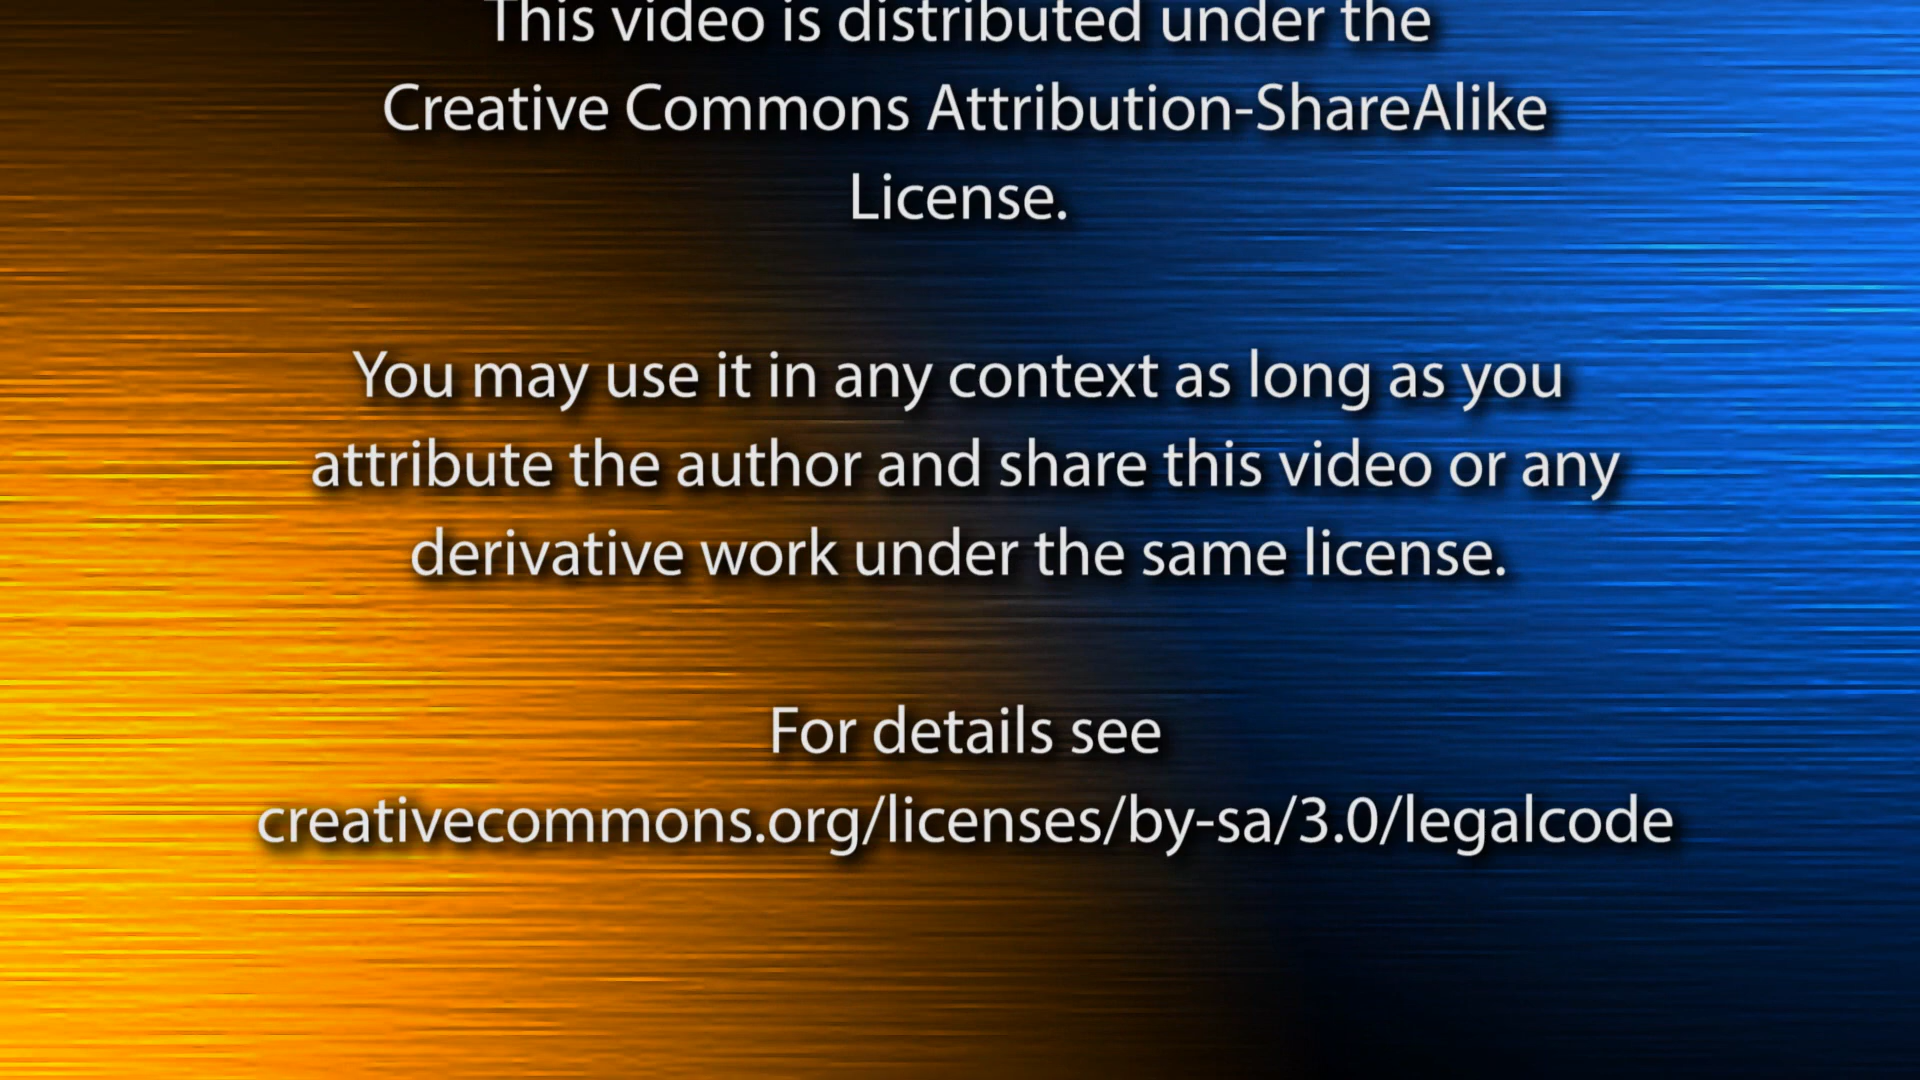 This video is distributed under the
Creative Commons Attribution-ShareAlike
License.
You may use it in any context as long as you
attribute the author and share this video or any
derivative work under the same license.
For details see
creativecommons.org/licenses/by-sa/3.0/legalcode